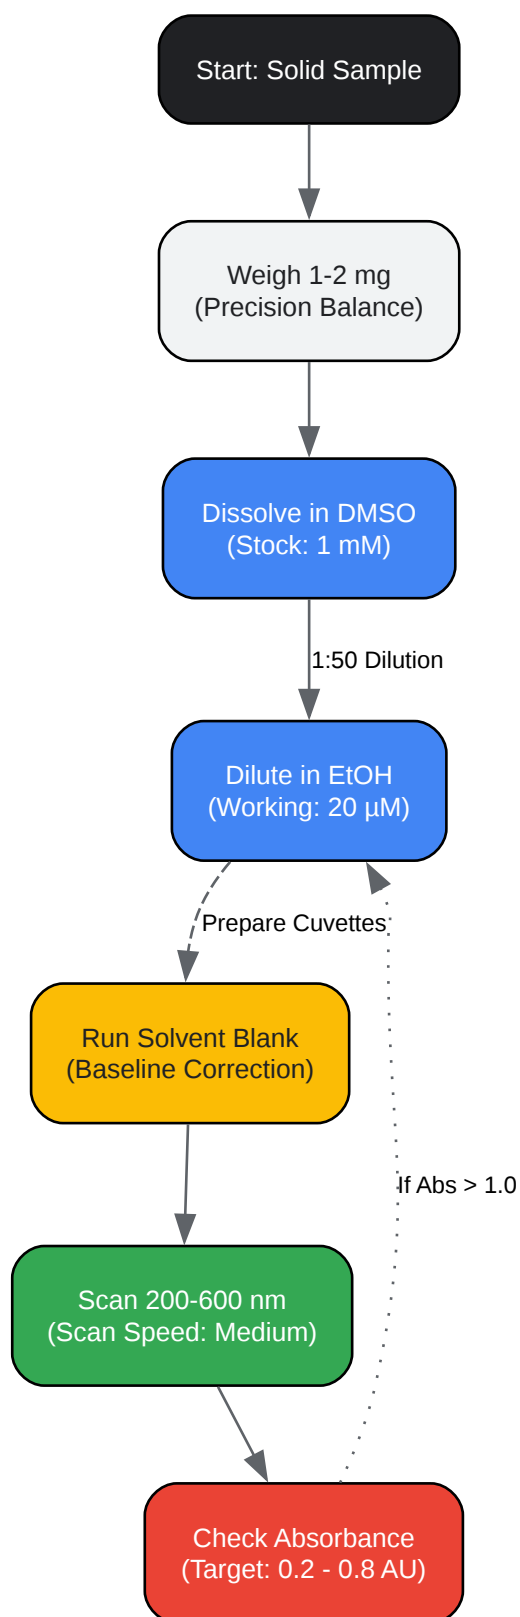 Start: Solid Sample
Weigh 1-2 mg
(Precision Balance)
Dissolve in DMSO
(Stock: 1 mM)
1:50 Dilution
Dilute in EtOH
(Working: 20 µM)
Prepare Cuvettes
Run Solvent Blank
(Baseline Correction)
If Abs > 1.0
Scan 200-600 nm
(Scan Speed: Medium)
Check Absorbance
(Target: 0.2 - 0.8 AU)